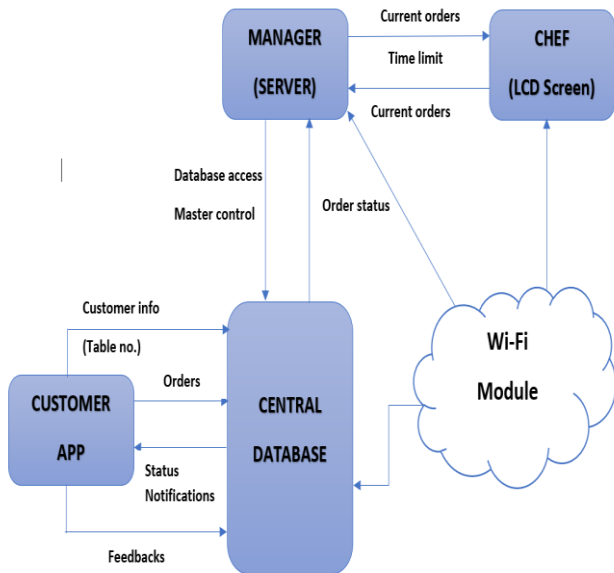 MANAGER
(SERVER)
Current orders
Time limit
Current orders
CHEF
(LCD Screen)
Database access
Master control
Order status
Customer info
(Table no.)
Orders
CUSTOMER
APP
Status
Notifications
Feedbacks
CENTRAL
DATABASE
Wi-Fi
Module